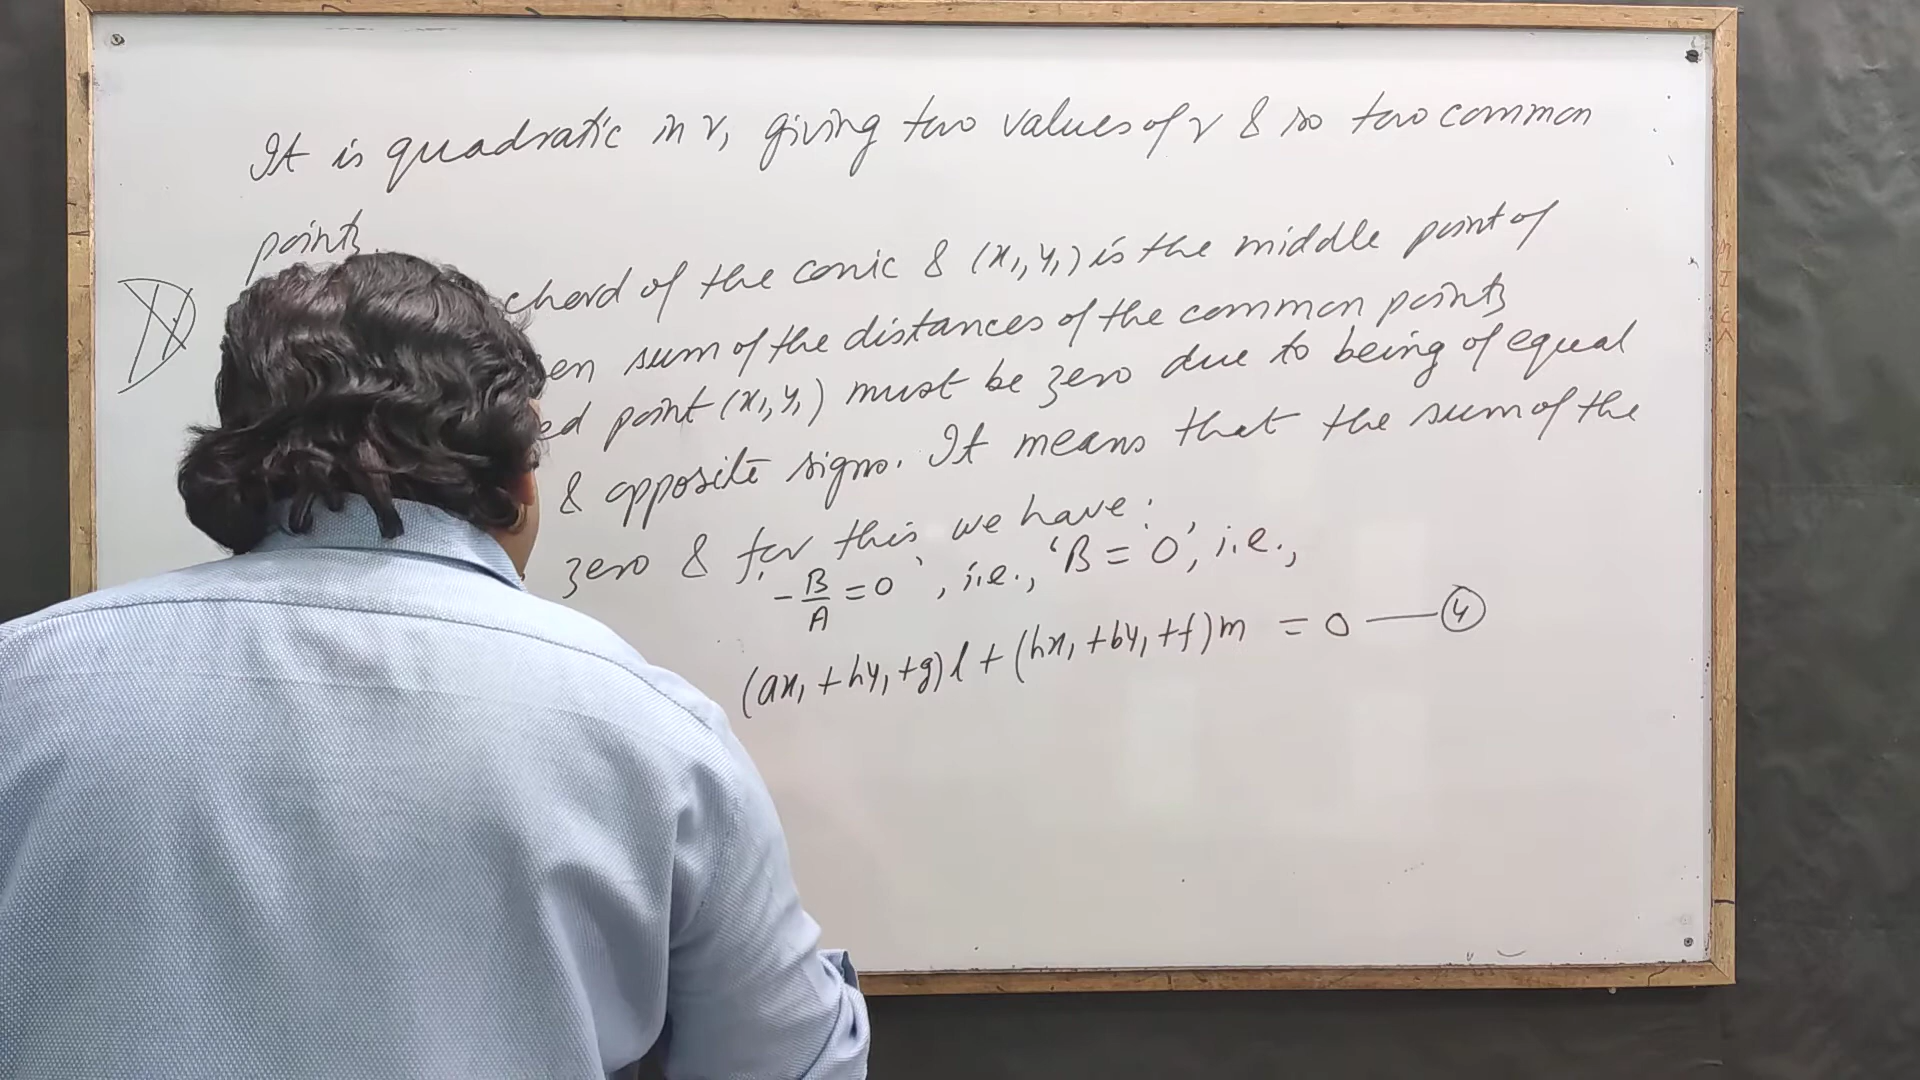 It is quadratic in r, giving two values of r & so two common
points.
chord of the conic & (x₁, y₁) is the middle point of
en sum of the distances of the common points
ed point (x₁, y₁) must be zero due to being of equal
& opposite signs. It means that the sum of the
zero & for this we have :
'-B/A = 0', i.e., 'B = 0', i.e.,
(ax₁ + hy₁ + g)l + (hx₁ + by₁ + f)m = 0 — ④